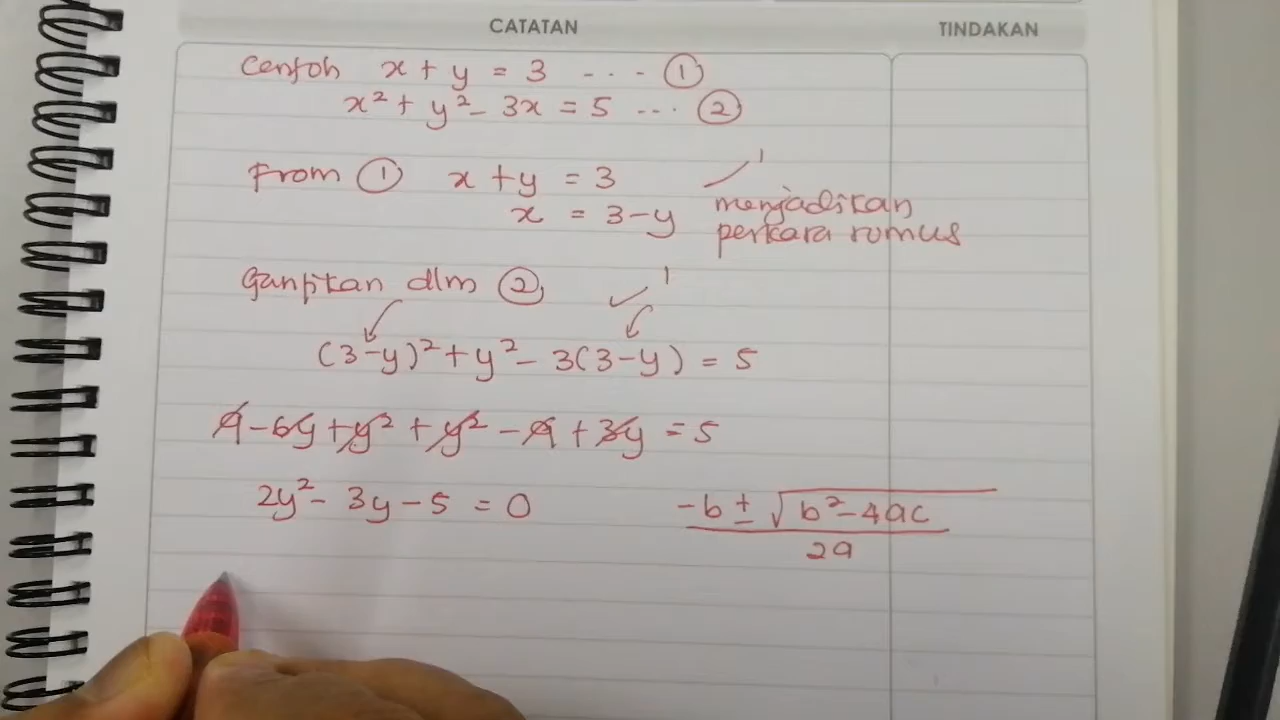 CATATAN TINDAKAN
Contoh x + y = 3 .... ①
x² + y² - 3x = 5 .... ②
From ① x + y = 3 ✓ 1
x = 3 - y menjadikan
perkara rumus
Gantikan dlm ② ✓ 1
(3-y)² + y² - 3(3-y) = 5
9 - 6y + y² + y² - 9 + 3y = 5
2y² - 3y - 5 = 0
-b ± √(b² - 4ac)
2a